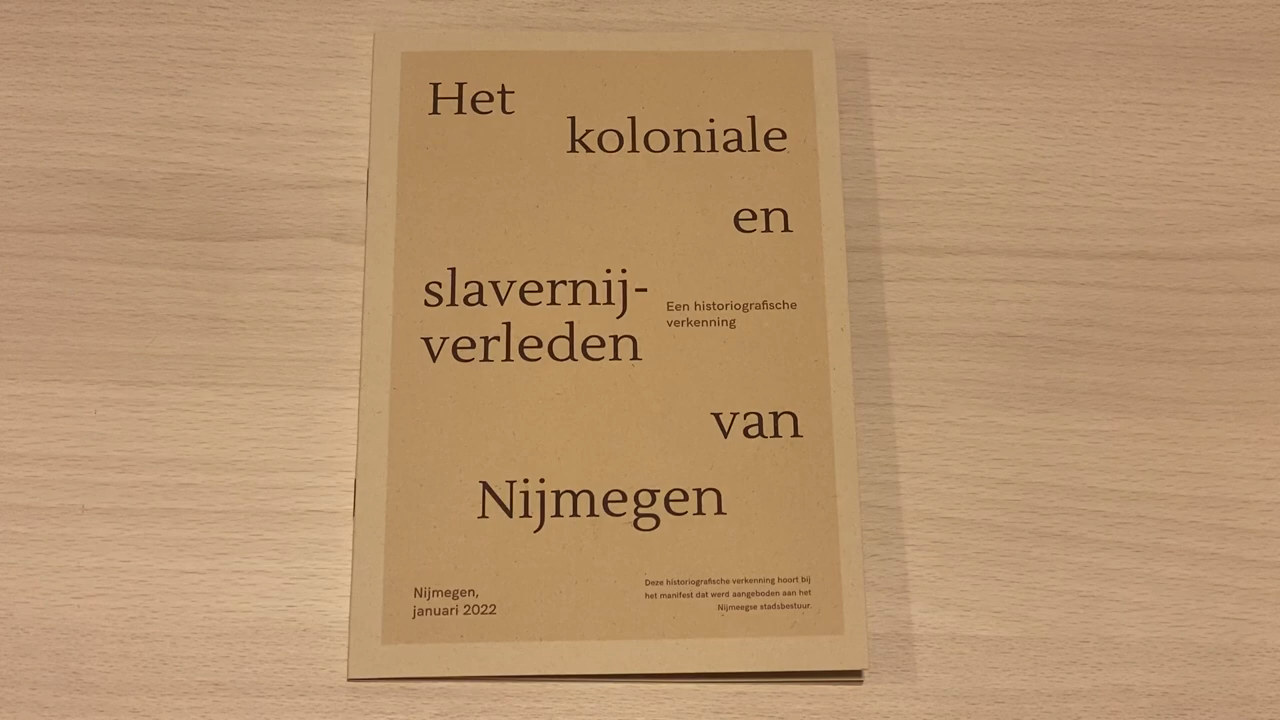 Het
koloniale
en
slavernij-
verleden
Een historiografische
verkenning
van
Nijmegen
Nijmegen,
januari 2022
Deze historiografische verkenning hoort bij
het manifest dat werd aangeboden aan het
Nijmeegse stadsbestuur.